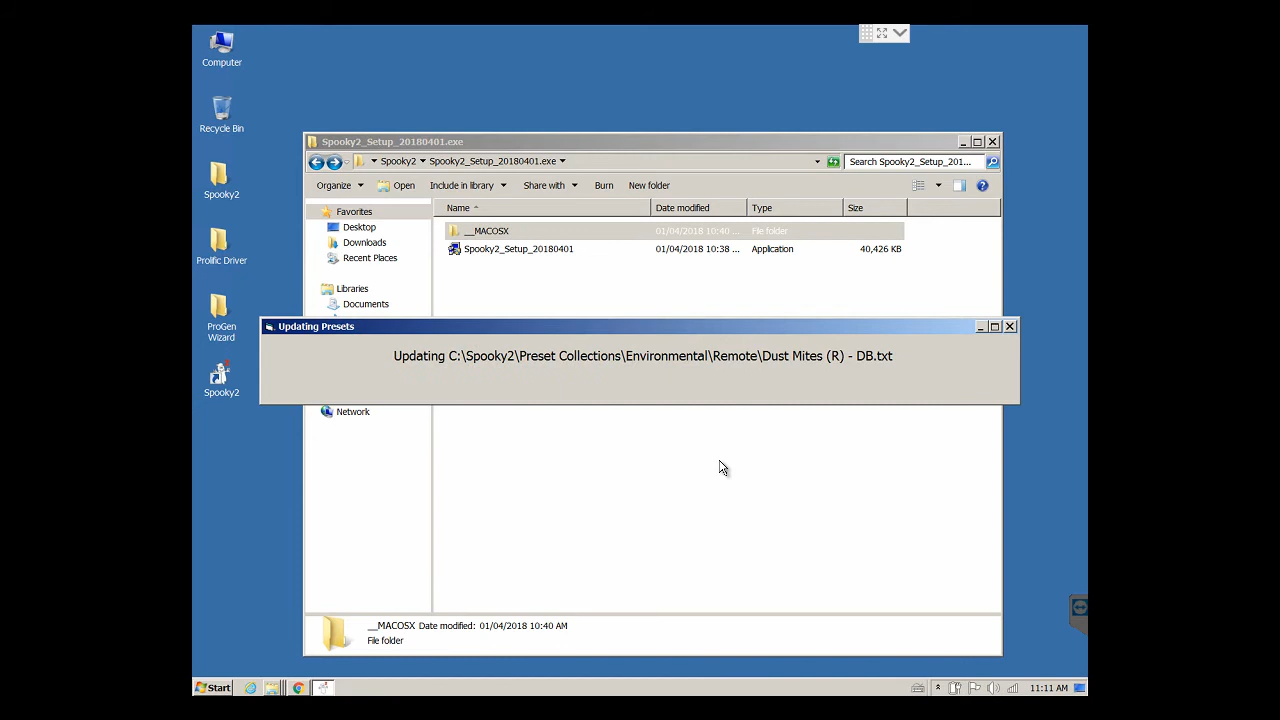 Computer
Recycle Bin
Spooky2
Prolific Driver
ProGen
Wizard
Spooky2
Spooky2_Setup_20180401.exe
Spooky2 Spooky2_Setup_20180401.exe
Search Spooky2_Setup_201...
Organize Open Include in library Share with Burn New folder
Name Date modified Type Size
Favorites
Desktop
Downloads
Recent Places
Libraries
Documents
Network
__MACOSX 01/04/2018 10:40 ... File folder
Spooky2_Setup_20180401 01/04/2018 10:38 ... Application 40,426 KB
Updating Presets
Updating C:\Spooky2\Preset Collections\Environmental\Remote\Dust Mites (R) - DB.txt
__MACOSX Date modified: 01/04/2018 10:40 AM
File folder
Start
11:11 AM